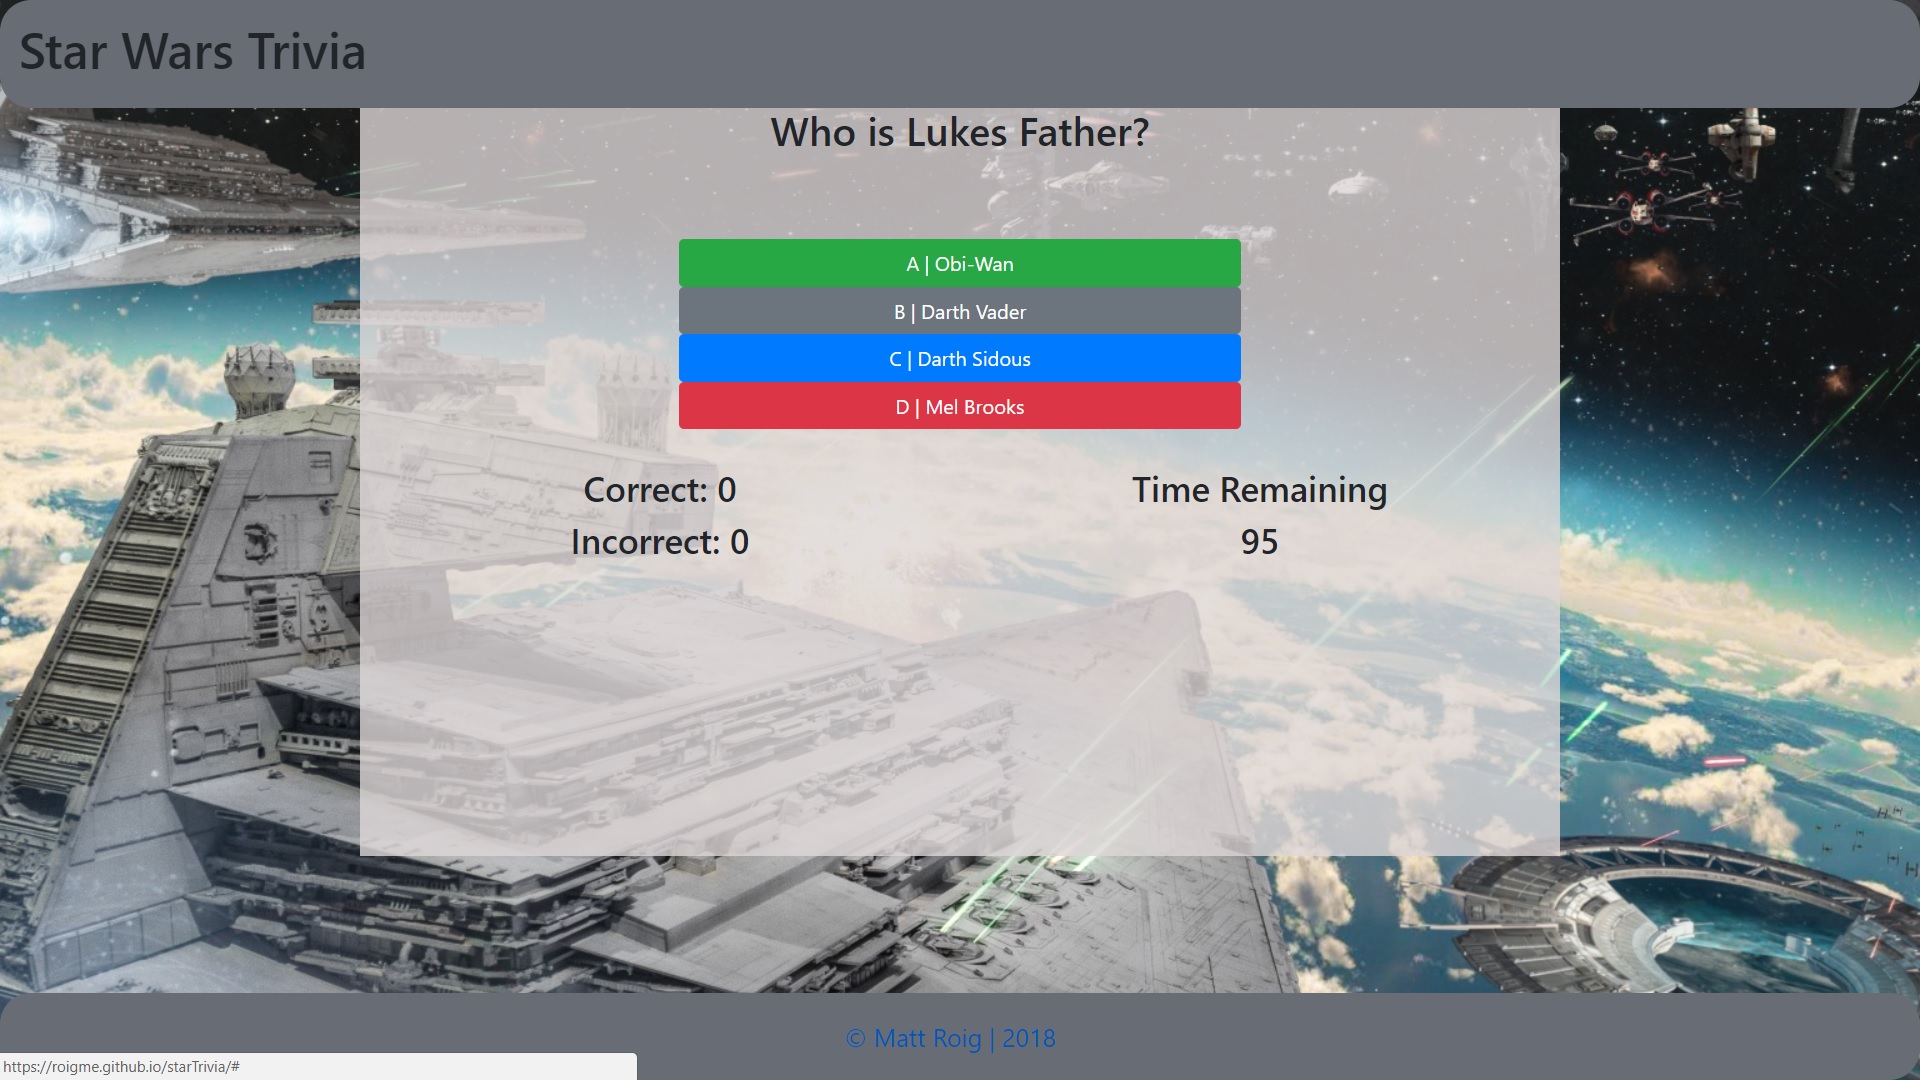 Star Wars Trivia
Who is Lukes Father?
A | Obi-Wan
B | Darth Vader
C | Darth Sidous
D | Mel Brooks
Correct: 0
Incorrect: 0
Time Remaining
95
© Matt Roig | 2018
https://roigme.github.io/starTrivia/#